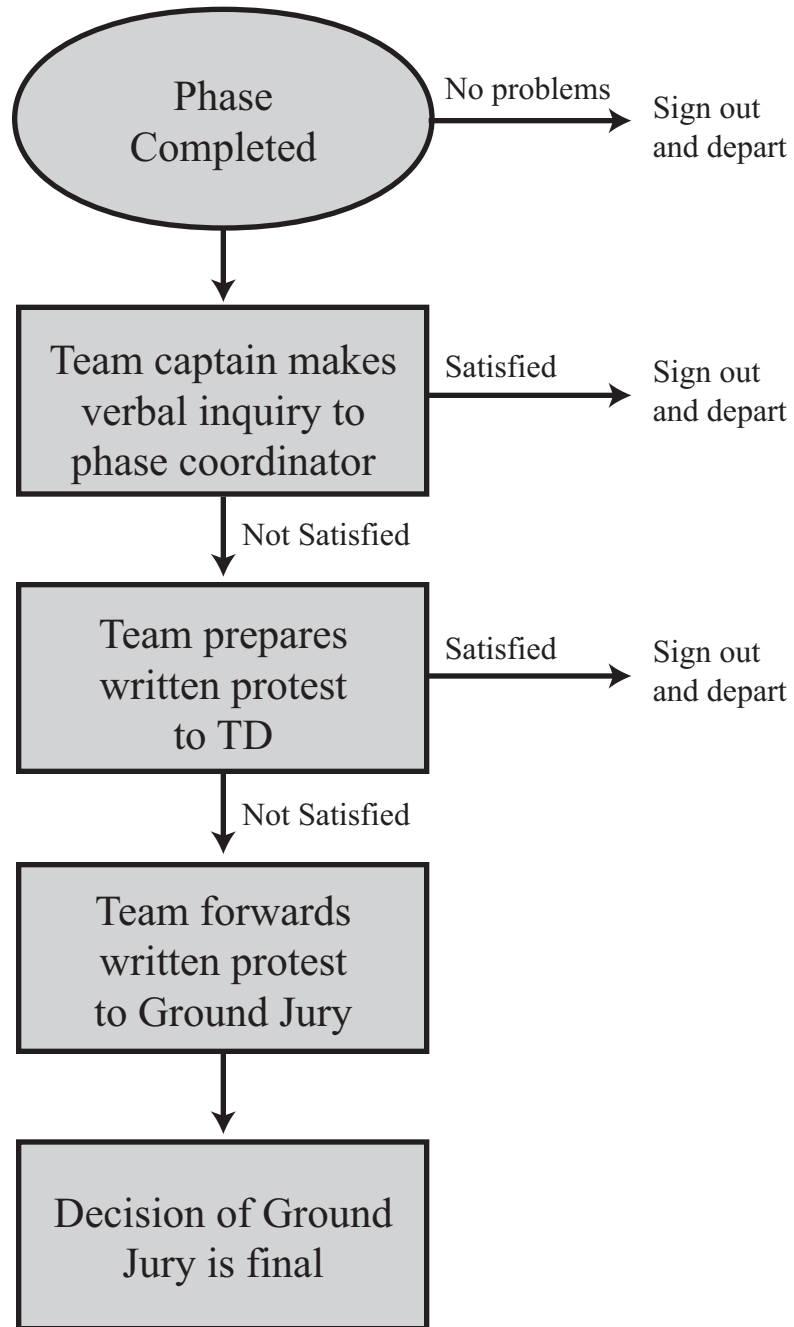 Phase
Completed
No problems
Sign out
and depart
Team captain makes
verbal inquiry to
phase coordinator
Satisfied
Sign out
and depart
Not Satisfied
Team prepares
written protest
to TD
Satisfied
Sign out
and depart
Not Satisfied
Team forwards
written protest
to Ground Jury
Decision of Ground
Jury is final